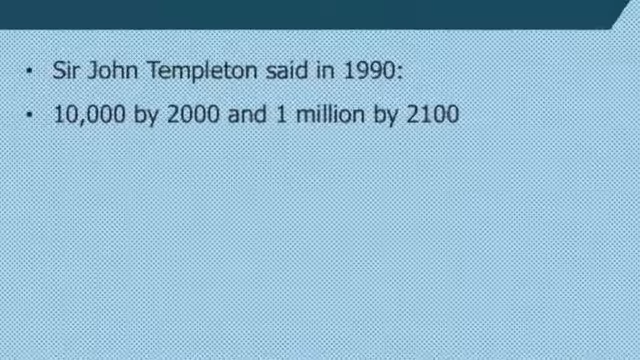 • Sir John Templeton said in 1990:
• 10,000 by 2000 and 1 million by 2100